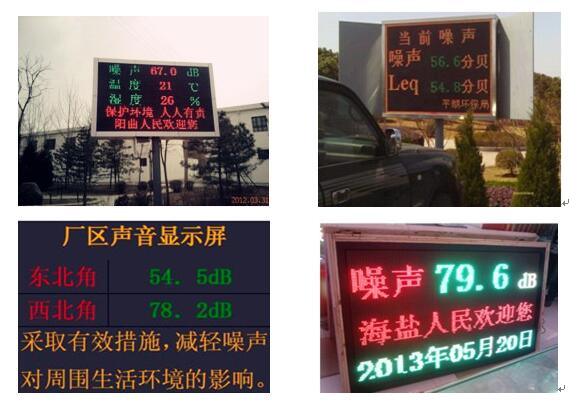 噪声 67.0 dB
温度 21 ℃
湿度 26 %
保护环境 人人有责
阳曲人民欢迎您
2012.03.31
当前噪声
噪声 56.6分贝
Leq 54.8分贝
平顺环保局
厂区声音显示屏
东北角 54.5dB
西北角 78.2dB
采取有效措施,减轻噪声
对周围生活环境的影响。
噪声 79.6 dB
海盐人民欢迎您
2013年05月20日